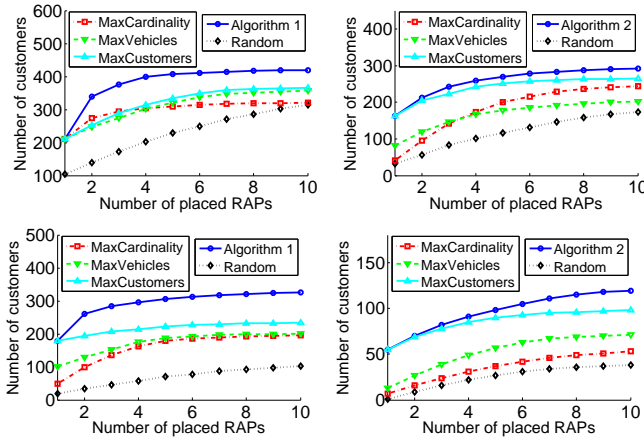 600
500
400
300
200
100
Number of customers
MaxCardinality
MaxVehicles
MaxCustomers
Algorithm 1
Random
2 4 6 8 10
Number of placed RAPs
400
300
200
100
0
Number of customers
MaxCardinality
MaxVehicles
MaxCustomers
Algorithm 2
Random
2 4 6 8 10
Number of placed RAPs
500
400
300
200
100
0
Number of customers
MaxCardinality
MaxVehicles
MaxCustomers
Algorithm 1
Random
2 4 6 8 10
Number of placed RAPs
150
100
50
0
Number of customers
MaxCardinality
MaxVehicles
MaxCustomers
Algorithm 2
Random
2 4 6 8 10
Number of placed RAPs